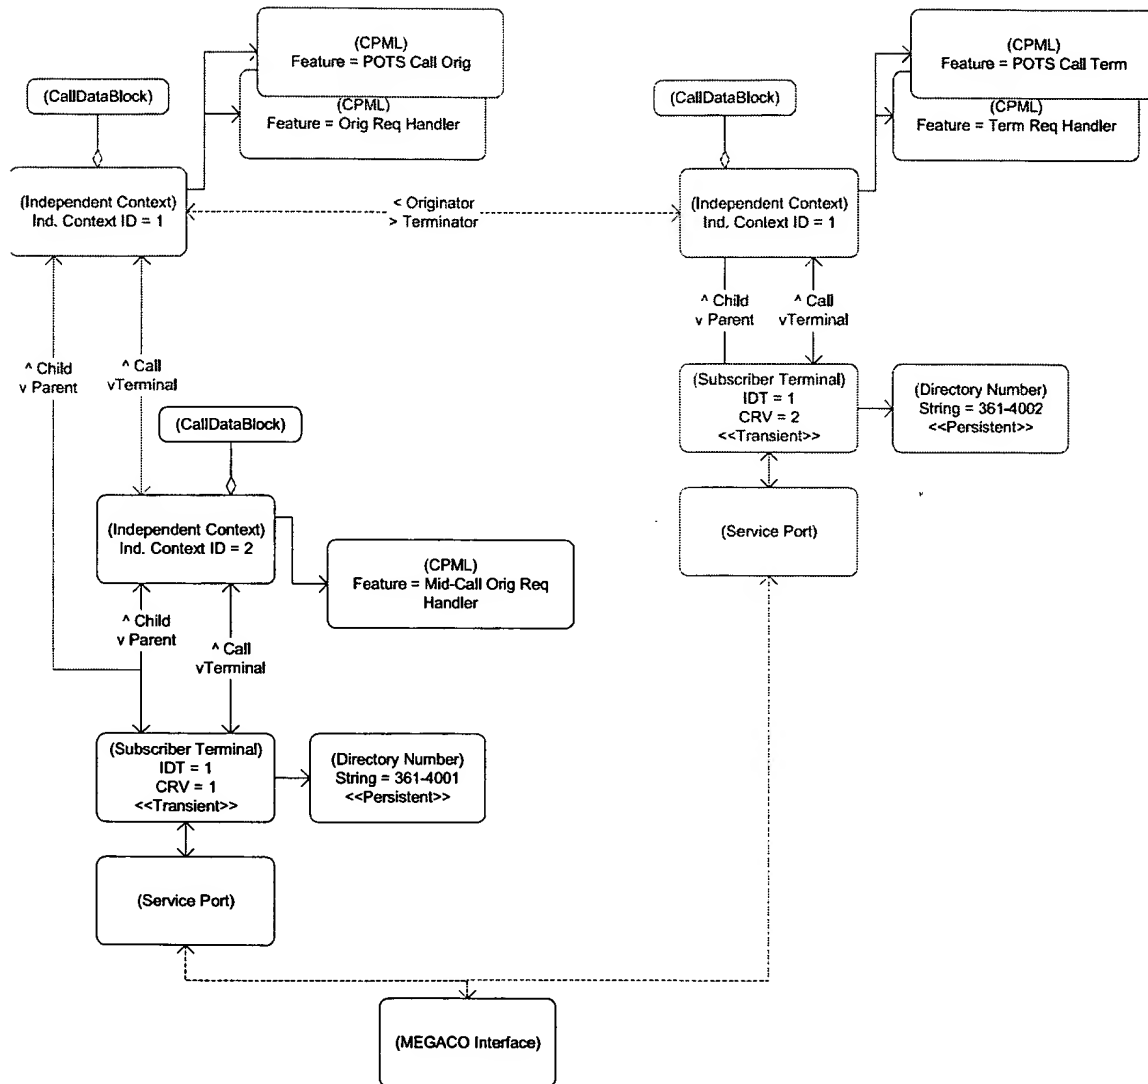 (CPML)
Feature = POTS Call Orig
(CPML)
Feature = POTS Call Term
(CallDataBlock)
(CPML)
Feature = Orig Req Handler
(CallDataBlock)
(CPML)
Feature = Term Req Handler
(Independent Context)
Ind. Context ID = 1
< Originator
> Terminator
(Independent Context)
Ind. Context ID = 1
^ Child
v Parent
^ Call
vTerminal
^ Child
v Parent
^ Call
vTerminal
(Subscriber Terminal)
IDT = 1
CRV = 2
<<Transient>>
(Directory Number)
String = 361-4002
<<Persistent>>
(CallDataBlock)
(Independent Context)
Ind. Context ID = 2
(Service Port)
(CPML)
Feature = Mid-Call Orig Req
Handler
^ Child
v Parent
^ Call
vTerminal
(Subscriber Terminal)
IDT = 1
CRV = 1
<<Transient>>
(Directory Number)
String = 361-4001
<<Persistent>>
(Service Port)
(MEGACO Interface)